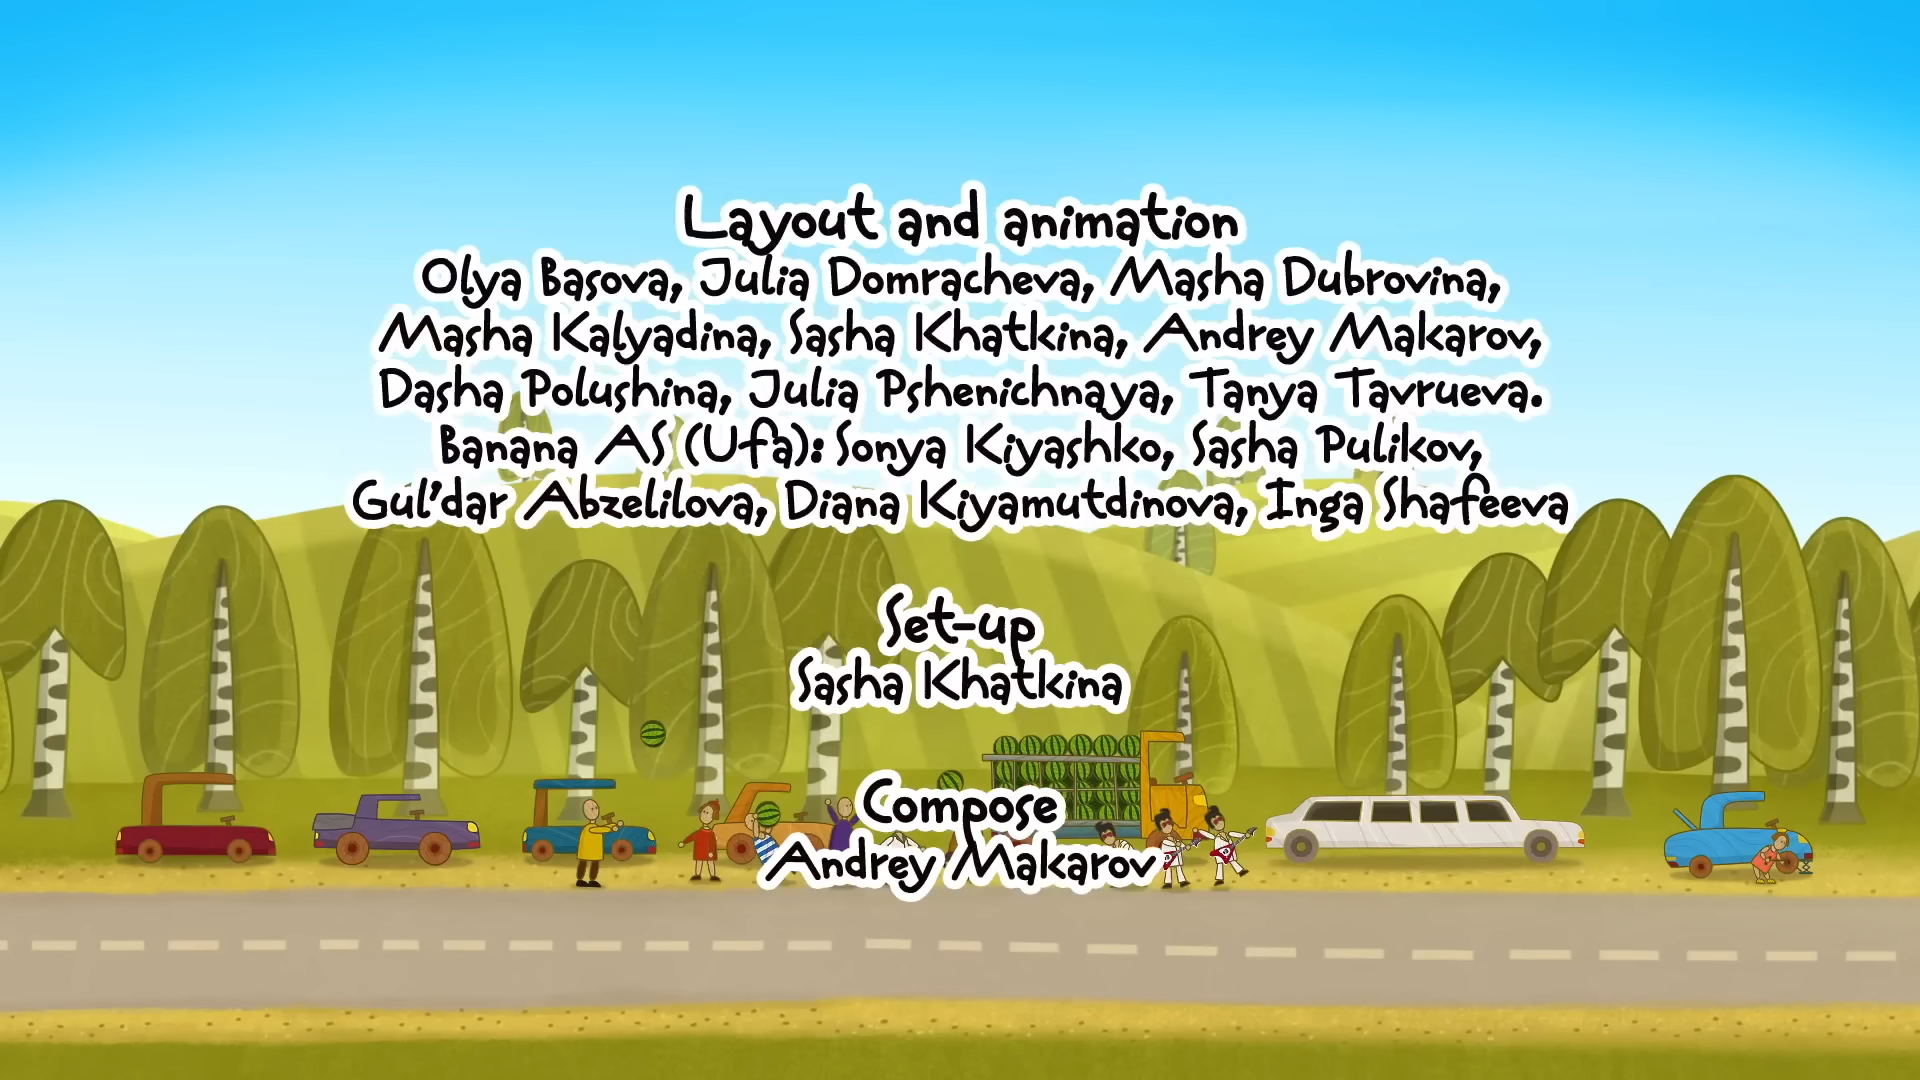 Layout and animation
Olya Basova, Julia Domracheva, Masha Dubrovina,
Masha Kalyadina, Sasha Khatkina, Andrey Makarov,
Dasha Polushina, Julia Pshenichnaya, Tanya Tavrueva.
Banana AS (Ufa): Sonya Kiyashko, Sasha Pulikov,
Gul'dar Abzelilova, Diana Kiyamutdinova, Inga Shafeeva
Set-up
Sasha Khatkina
Compose
Andrey Makarov